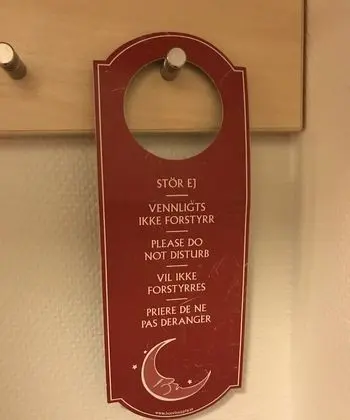 STÖR EJ
VENNLIGTS
IKKE FORSTYRR
PLEASE DO
NOT DISTURB
VIL IKKE
FORSTYRRES
PRIERE DE NE
PAS DERANGER